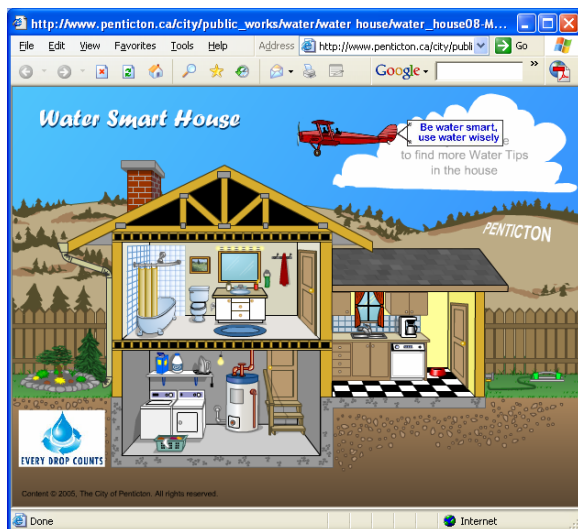 http://www.penticton.ca/city/public_works/water/water house/water_house08-M...
File Edit View Favorites Tools Help Address http://www.penticton.ca/city/publi Go
Google
Water Smart House
Be water smart,
use water wisely
to find more Water Tips
in the house
PENTICTON
EVERY DROP COUNTS
Content © 2005, The City of Penticton. All rights reserved.
Done Internet